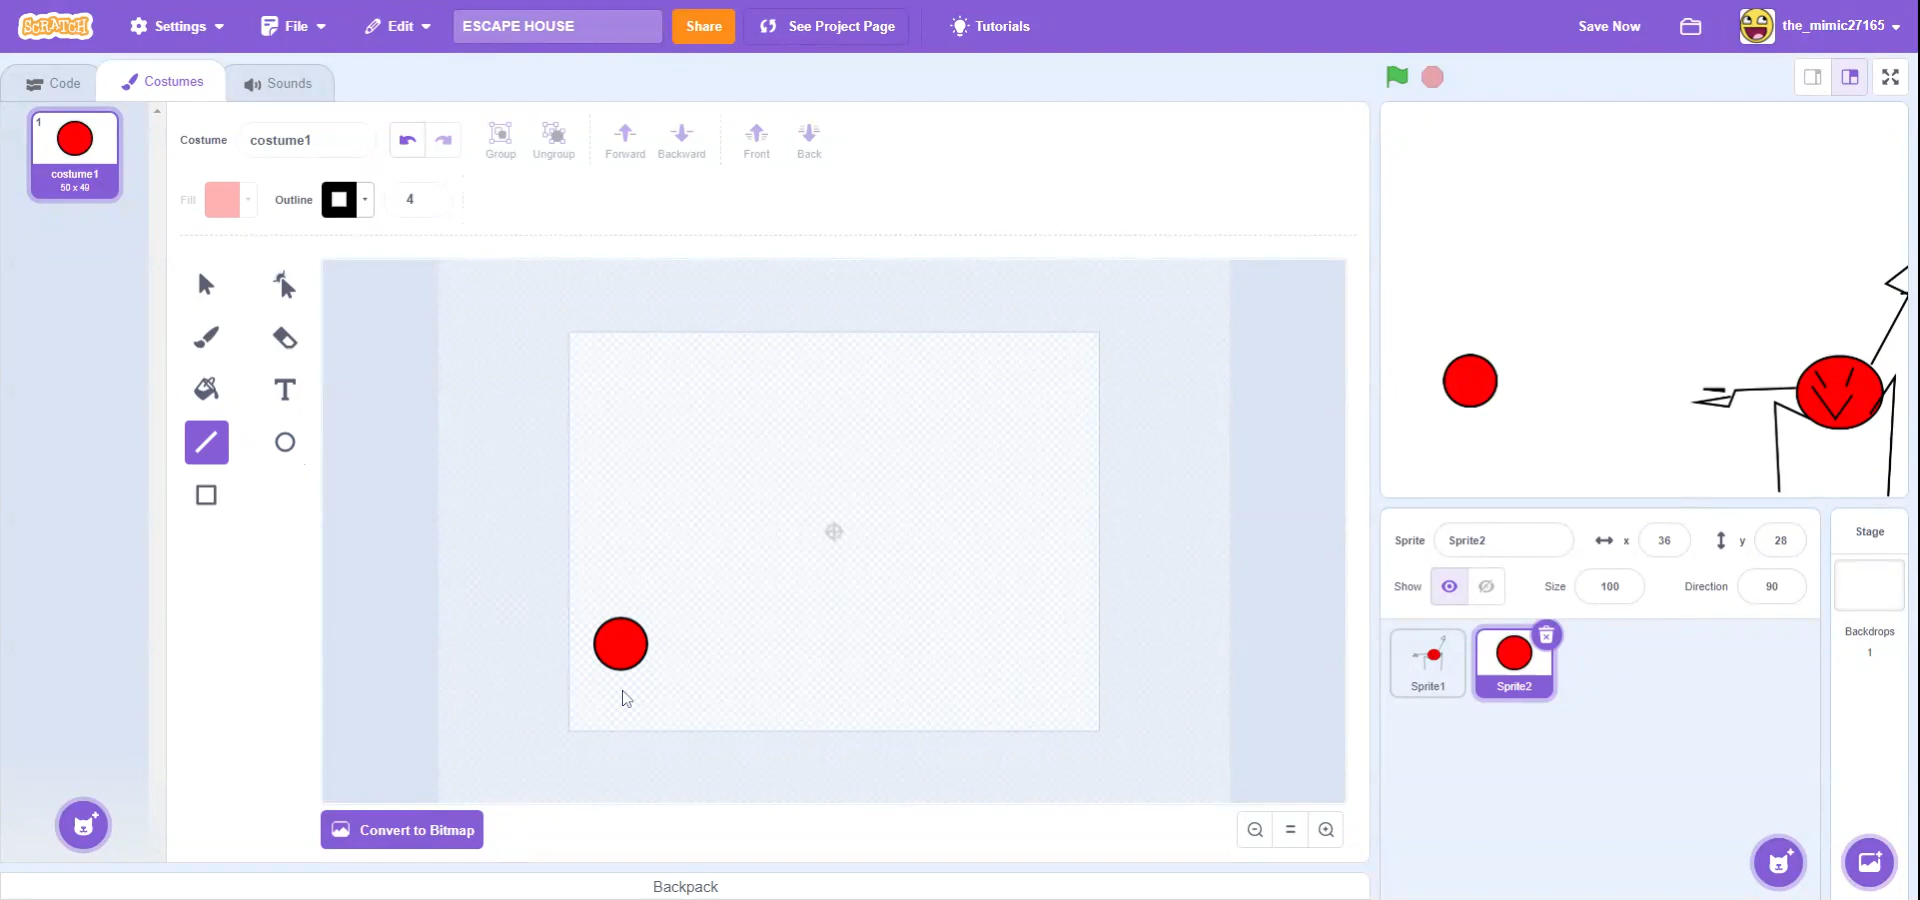 SCRATCH Settings File Edit ESCAPE HOUSE Share See Project Page Tutorials Save Now the_mimic27165
Code Costumes Sounds
1
costume1
50 x 49
Costume costume1 Group Ungroup Forward Backward Front Back
Fill Outline 4
T
Convert to Bitmap
Backpack
Sprite Sprite2 x 36 y 28
Show Size 100 Direction 90
Sprite1 Sprite2
Stage
Backdrops
1